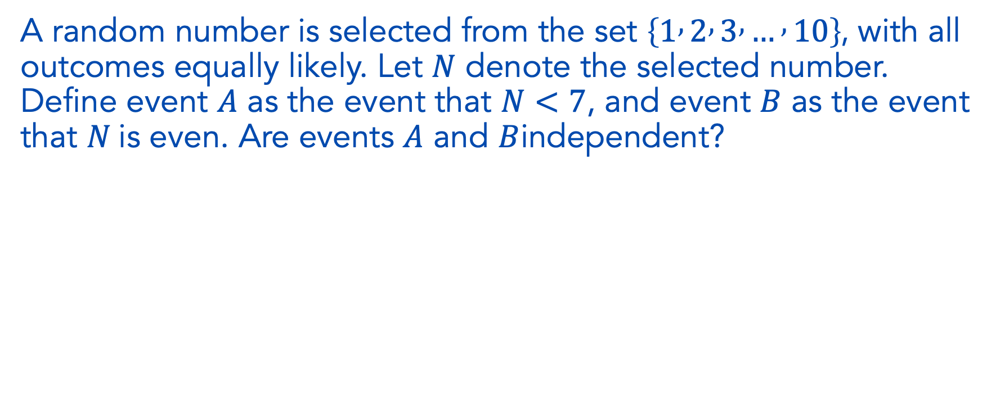 A random number is selected from the set {1, 2, 3, ... , 10}, with all
outcomes equally likely. Let N denote the selected number.
Define event A as the event that N < 7, and event B as the event
that N is even. Are events A and Bindependent?